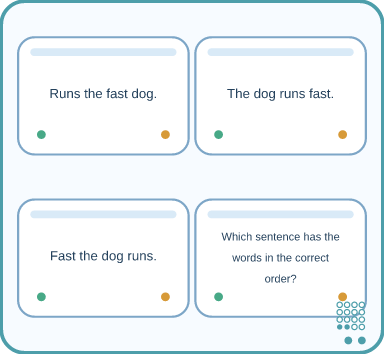 Runs the fast dog.
The dog runs fast.
Fast the dog runs.
Which sentence has the
words in the correct
order?